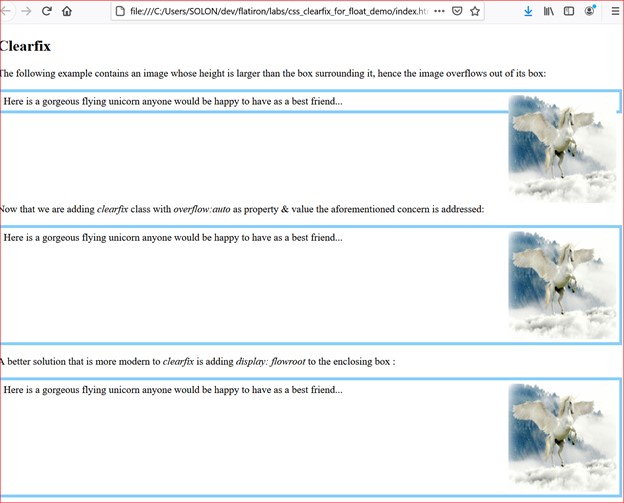 file:///C:/Users/SOLON/dev/flatiron/labs/css_clearfix_for_float_demo/index.ht
Clearfix
The following example contains an image whose height is larger than the box surrounding it, hence the image overflows out of its box:
Here is a gorgeous flying unicorn anyone would be happy to have as a best friend...
Now that we are adding clearfix class with overflow:auto as property & value the aforementioned concern is addressed:
Here is a gorgeous flying unicorn anyone would be happy to have as a best friend...
A better solution that is more modern to clearfix is adding display: flowroot to the enclosing box :
Here is a gorgeous flying unicorn anyone would be happy to have as a best friend...